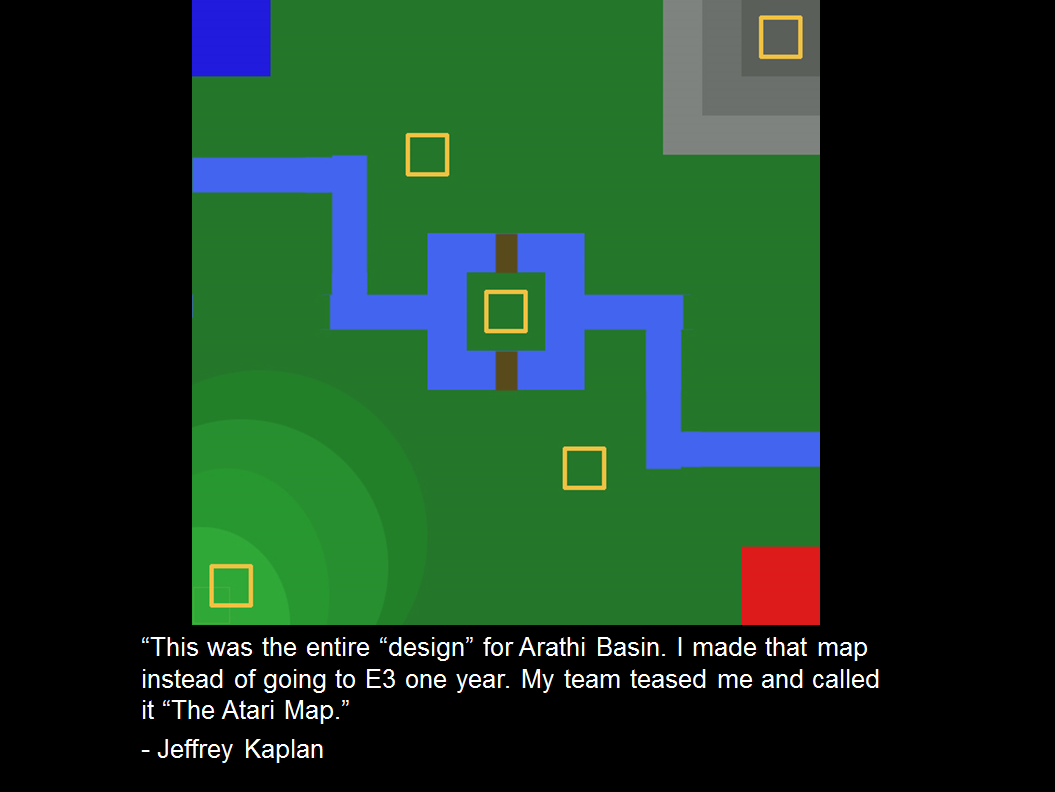 “This was the entire “design” for Arathi Basin. I made that map
instead of going to E3 one year. My team teased me and called
it “The Atari Map.”
- Jeffrey Kaplan